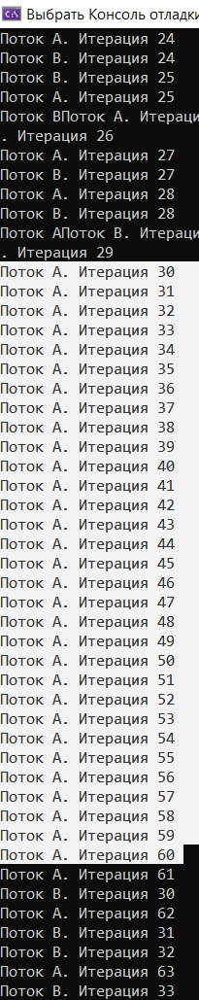 Выбрать Консоль отладки
Поток A. Итерация 24
Поток B. Итерация 24
Поток B. Итерация 25
Поток A. Итерация 25
Поток BПоток A. Итераци
. Итерация 26
Поток A. Итерация 27
Поток B. Итерация 27
Поток A. Итерация 28
Поток B. Итерация 28
Поток AПоток B. Итераци
. Итерация 29
Поток A. Итерация 30
Поток A. Итерация 31
Поток A. Итерация 32
Поток A. Итерация 33
Поток A. Итерация 34
Поток A. Итерация 35
Поток A. Итерация 36
Поток A. Итерация 37
Поток A. Итерация 38
Поток A. Итерация 39
Поток A. Итерация 40
Поток A. Итерация 41
Поток A. Итерация 42
Поток A. Итерация 43
Поток A. Итерация 44
Поток A. Итерация 45
Поток A. Итерация 46
Поток A. Итерация 47
Поток A. Итерация 48
Поток A. Итерация 49
Поток A. Итерация 50
Поток A. Итерация 51
Поток A. Итерация 52
Поток A. Итерация 53
Поток A. Итерация 54
Поток A. Итерация 55
Поток A. Итерация 56
Поток A. Итерация 57
Поток A. Итерация 58
Поток A. Итерация 59
Поток A. Итерация 60
Поток A. Итерация 61
Поток B. Итерация 30
Поток A. Итерация 62
Поток B. Итерация 31
Поток B. Итерация 32
Поток A. Итерация 63
Поток B. Итерация 33